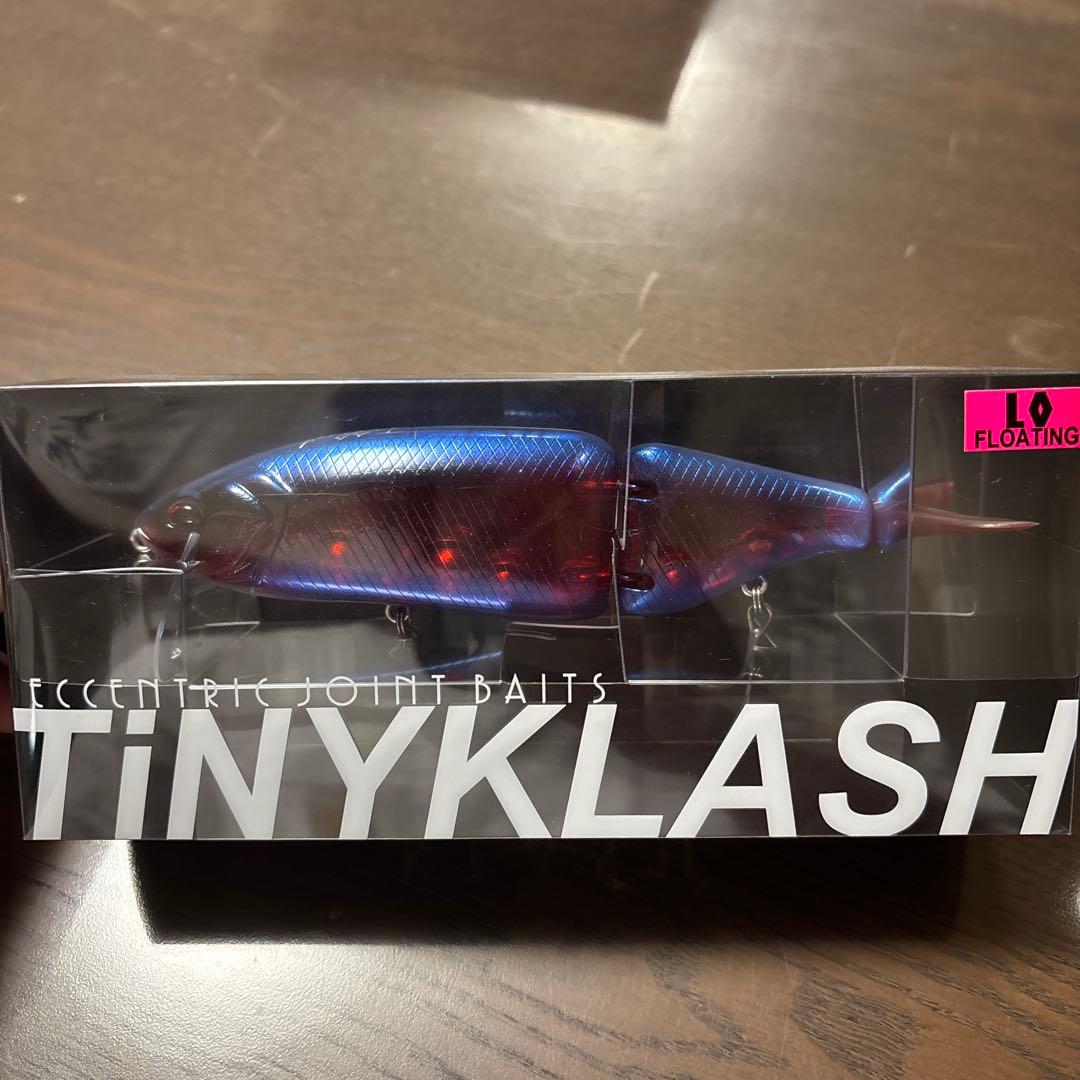 LO
FLOATING
ECCENTRIC JOINT BAITS
TiNYKLASH